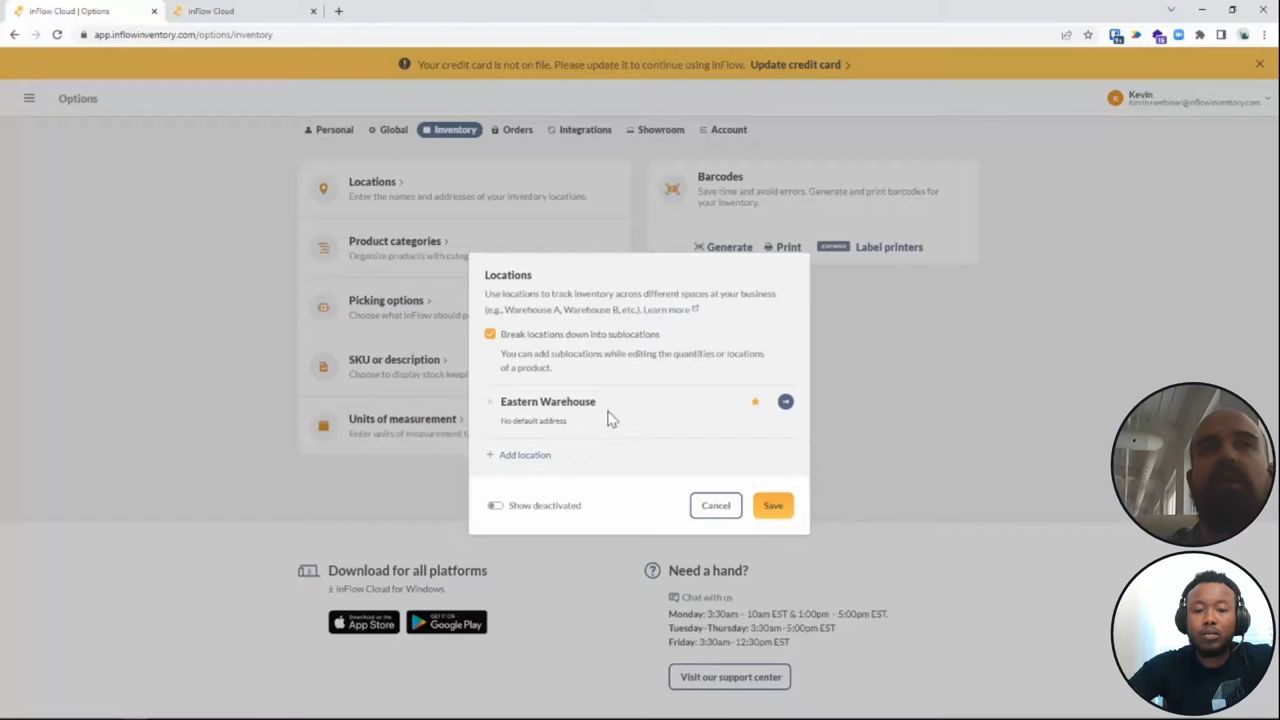 inFlow Cloud | Options
inFlow Cloud
app.inflowinventory.com/options/inventory
Your credit card is not on file. Please update it to continue using inFlow. Update credit card
Options
Kevin
Kevin+webinar@inflowinventory.com
Personal Global Inventory Orders Integrations Showroom Account
Locations
Enter the names and addresses of your inventory locations.
Barcodes
Save time and avoid errors. Generate and print barcodes for
your inventory.
Generate Print Label printers
Product categories
Organize products with categ
Picking options
Choose what inFlow should p
SKU or description
Choose to display stock keepi
Units of measurement
Enter units of measurement t
Locations
Use locations to track inventory across different spaces at your business
(e.g., Warehouse A, Warehouse B, etc.). Learn more
Break locations down into sublocations
You can add sublocations while editing the quantities or locations
of a product.
Eastern Warehouse
No default address
+ Add location
Show deactivated
Cancel
Save
Download for all platforms
inFlow Cloud for Windows
Download on the
App Store
GET IT ON
Google Play
Need a hand?
Chat with us
Monday: 3:30am - 10am EST & 1:00pm - 5:00pm EST,
Tuesday-Thursday: 3:30am-5:00pm EST
Friday: 3:30am-12:30pm EST
Visit our support center